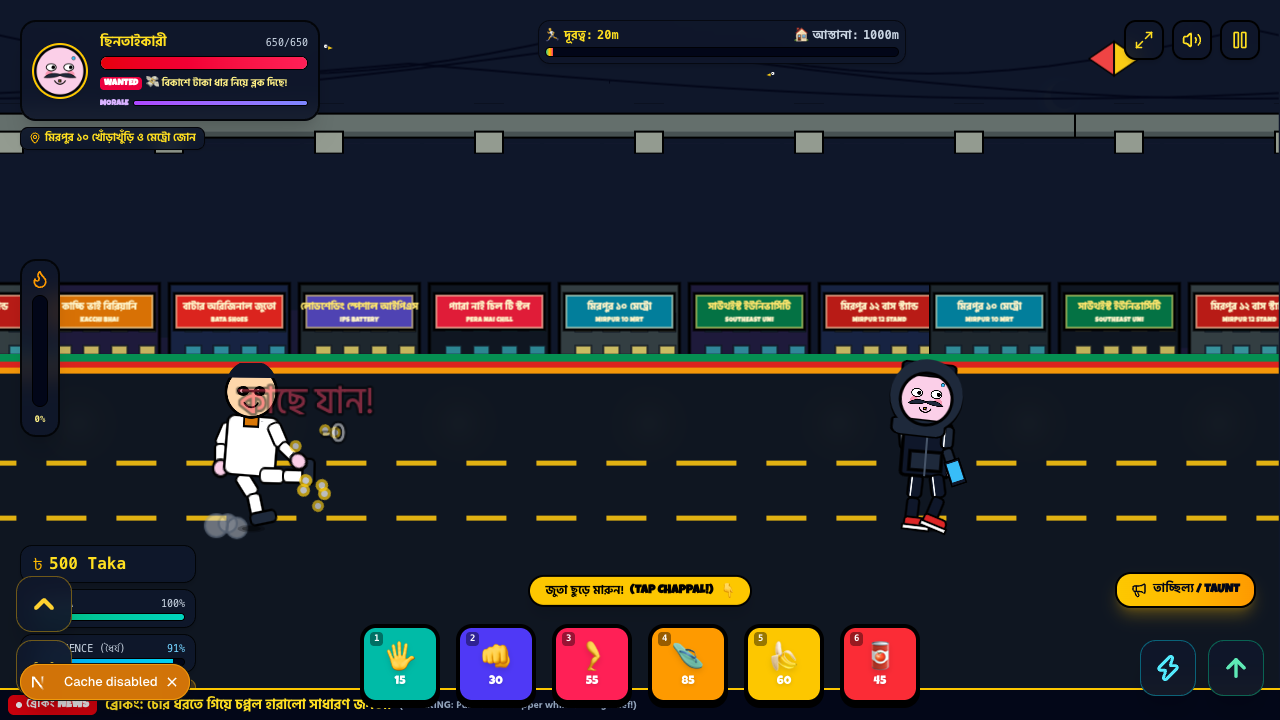 ছিনতাইকারী
650/650
WANTED 💸 বিকাশে টাকা ধার নিয়ে ব্লক দিছে!
MORALE
মিরপুর ১০ খোঁড়াখুঁড়ি ও মেট্রো জোন
🏃 দূরত্ব: 20m
🏠 আস্তানা: 1000m
কাচ্চি ভাই বিরিয়ানি
KACCHI BHAI
বাটার অরিজিনাল জুতো
BATA SHOES
লোডশেডিং স্পেশাল আইপিএস
IPS BATTERY
প্যারা নাই চিল টি স্টল
PERA NAI CHILL
মিরপুর ১০ মেট্রো
MIRPUR 10 MRT
সাউথইস্ট ইউনিভার্সিটি
SOUTHEAST UNI
মিরপুর ১২ বাস স্ট্যান্ড
MIRPUR 12 STAND
মিরপুর ১০ মেট্রো
MIRPUR 10 MRT
সাউথইস্ট ইউনিভার্সিটি
SOUTHEAST UNI
মিরপুর ১২ বাস
MIRPUR 12 STAND
0%
কাছে যান!
৳ 500 Taka
100%
(ধৈর্য) 91%
জুতা ছুড়ে মারুন! (TAP CHAPPAL!) 👇
তাচ্ছিল্য / TAUNT
1 15
2 30
3 55
4 85
5 60
6 45
Cache disabled
ব্রেকিং NEWS
ব্রেকিং: চোর ধরতে গিয়ে চপ্পল হারালো সাধারণ